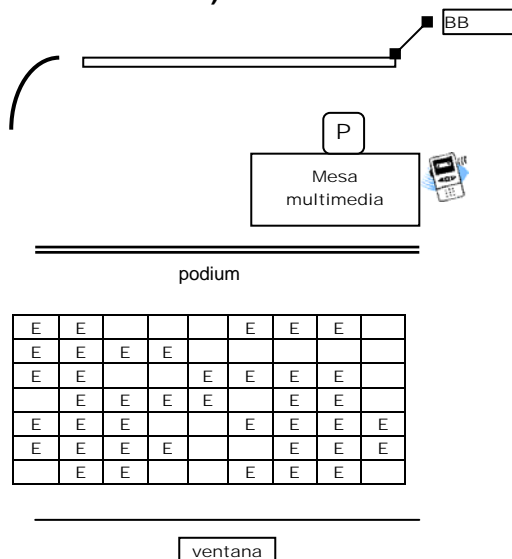 )
BB
P
Mesa
multimedia
podium
E E E E E
E E E E
E E E E E E
E E E E E E
E E E E E E E
E E E E E E E
E E E E E
ventana